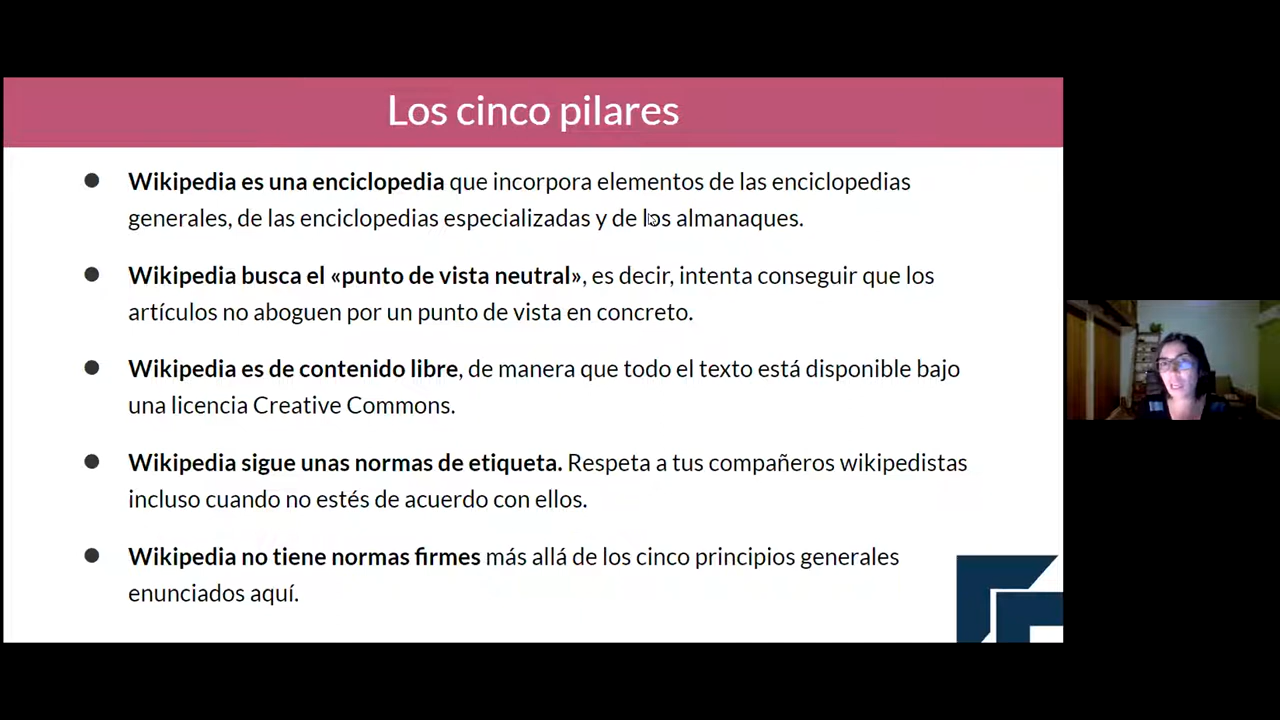 Los cinco pilares
● Wikipedia es una enciclopedia que incorpora elementos de las enciclopedias
generales, de las enciclopedias especializadas y de los almanaques.
● Wikipedia busca el «punto de vista neutral», es decir, intenta conseguir que los
artículos no aboguen por un punto de vista en concreto.
● Wikipedia es de contenido libre, de manera que todo el texto está disponible bajo
una licencia Creative Commons.
● Wikipedia sigue unas normas de etiqueta. Respeta a tus compañeros wikipedistas
incluso cuando no estés de acuerdo con ellos.
● Wikipedia no tiene normas firmes más allá de los cinco principios generales
enunciados aquí.